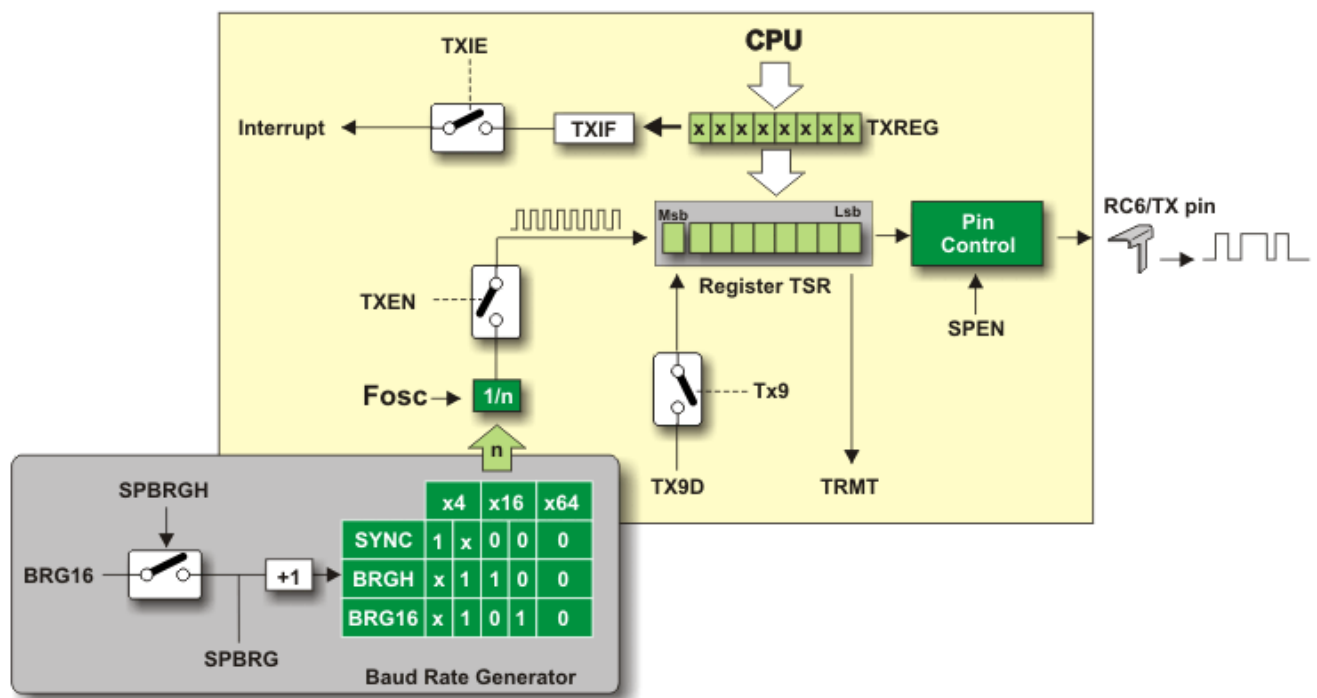 CPU
TXIE
Interrupt
TXIF
x x x x x x x x
TXREG
Msb
Lsb
Register TSR
Pin
Control
RC6/TX pin
TXEN
SPEN
Fosc
1/n
Tx9
n
TX9D
TRMT
SPBRGH
x4 x16 x64
SYNC 1 x 0 0 0
BRG16
+1
BRGH x 1 1 0 0
BRG16 x 1 0 1 0
SPBRG
Baud Rate Generator